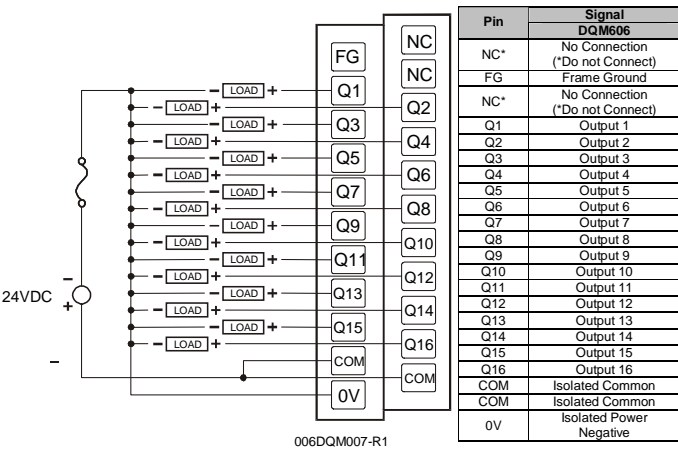 NC
FG
NC
Q1
− LOAD +
Q2
− LOAD +
Q3
− LOAD +
Q4
− LOAD +
Q5
− LOAD +
Q6
− LOAD +
Q7
− LOAD +
Q8
− LOAD +
Q9
− LOAD +
Q10
− LOAD +
Q11
− LOAD +
Q12
− LOAD +
Q13
− LOAD +
Q14
− LOAD +
Q15
− LOAD +
Q16
− LOAD +
COM
COM
0V
−
24VDC
+
−
006DQM007-R1
Pin Signal
DQM606
NC* No Connection
(*Do not Connect)
FG Frame Ground
NC* No Connection
(*Do not Connect)
Q1 Output 1
Q2 Output 2
Q3 Output 3
Q4 Output 4
Q5 Output 5
Q6 Output 6
Q7 Output 7
Q8 Output 8
Q9 Output 9
Q10 Output 10
Q11 Output 11
Q12 Output 12
Q13 Output 13
Q14 Output 14
Q15 Output 15
Q16 Output 16
COM Isolated Common
COM Isolated Common
0V Isolated Power
Negative